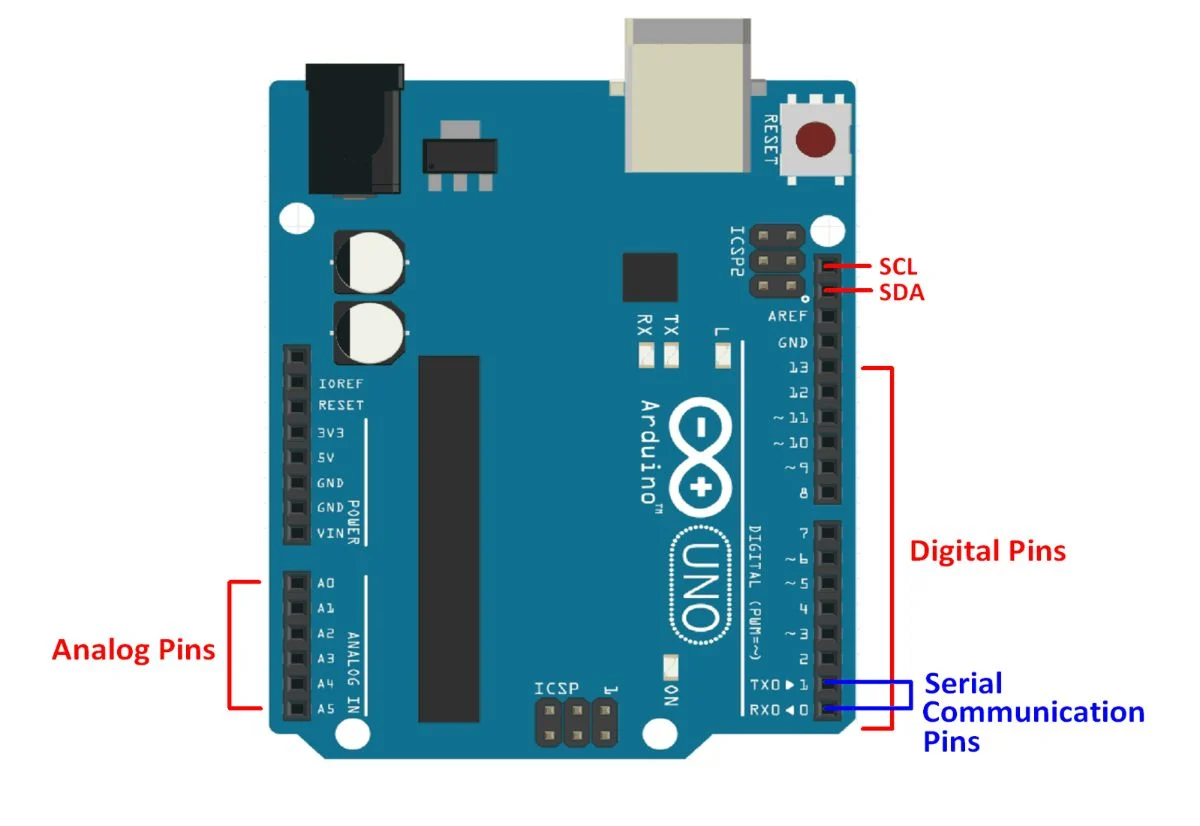 RESET
ICSP2
SCL
SDA
AREF
GND
RX
TX
L
13
12
~11
~10
~9
8
IOREF
RESET
3V3
5V
GND
GND
VIN
POWER
Arduino™
UNO
7
~6
~5
4
~3
2
TX0▶1
RX0◀0
DIGITAL (PWM=~)
Digital Pins
A0
A1
A2
A3
A4
A5
ANALOG IN
Analog Pins
ON
ICSP 1
Serial
Communication
Pins